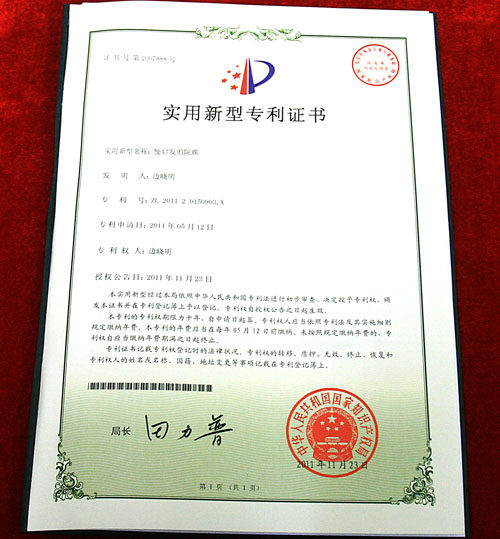 证书号第1997888号
实用新型专利证书
实用新型名称：便启发的陀螺
发 明 人：边晓明
专 利 号：ZL 2011 2 0150903.X
专利申请日：2011年05月12日
专利权人：边晓明
授权公告日：2011年11月23日
本实用新型经过本局依照中华人民共和国专利法进行初步审查，决定授予专利权，颁
发本证书并在专利登记簿上予以登记。专利权自授权公告之日起生效。
本专利的专利权期限为十年，自申请日起算。专利权人应当依照专利法及其实施细则
规定缴纳年费。本专利的年费应当在每年05月12日前缴纳。未按照规定缴纳年费的，专
利权自应当缴纳年费期满之日起终止。
专利证书记载专利权登记时的法律状况。专利权的转移、质押、无效、终止、恢复和
专利权人的姓名或名称、国籍、地址变更等事项记载在专利登记簿上。
局长 田力普
中华人民共和国国家知识产权局
2011年11月23日
第1页（共1页）